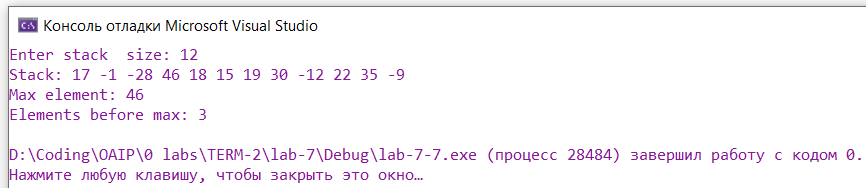 Консоль отладки Microsoft Visual Studio
Enter stack  size: 12
Stack: 17 -1 -28 46 18 15 19 30 -12 22 35 -9
Max element: 46
Elements before max: 3
D:\Coding\OAIP\0 labs\TERM-2\lab-7\Debug\lab-7-7.exe (процесс 28484) завершил работу с кодом 0.
Нажмите любую клавишу, чтобы закрыть это окно…